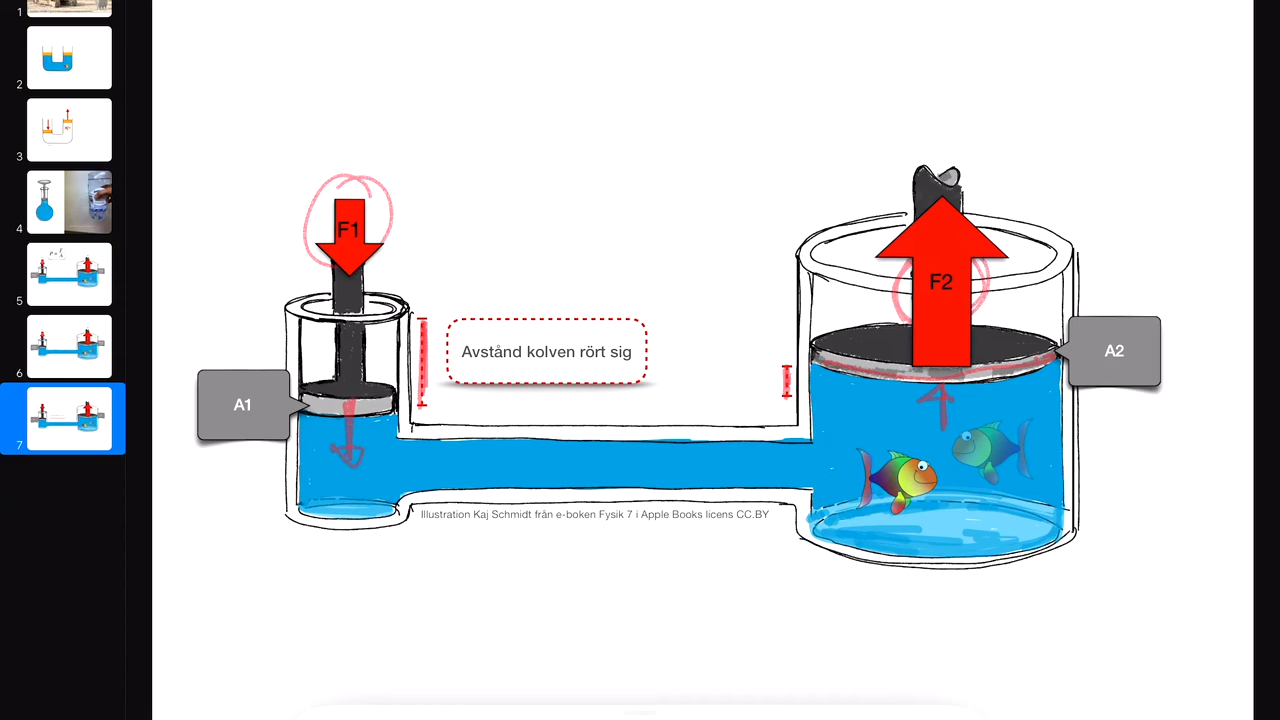 1
2
3
4
5
6
7
F1
F2
Avstånd kolven rört sig
A1
A2
Illustration Kaj Schmidt från e-boken Fysik 7 i Apple Books licens CC.BY